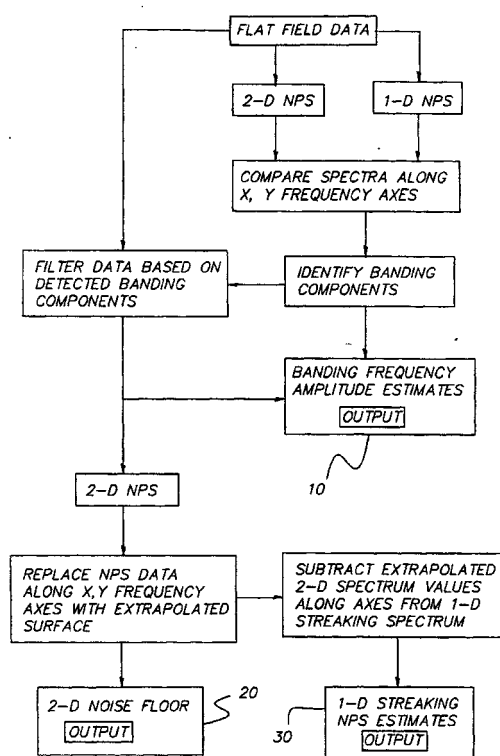 FLAT FIELD DATA
2-D NPS
1-D NPS
COMPARE SPECTRA ALONG
X, Y FREQUENCY AXES
FILTER DATA BASED ON
DETECTED BANDING
COMPONENTS
IDENTIFY BANDING
COMPONENTS
BANDING FREQUENCY
AMPLITUDE ESTIMATES
OUTPUT
10
2-D NPS
REPLACE NPS DATA
ALONG X,Y FREQUENCY
AXES WITH EXTRAPOLATED
SURFACE
SUBTRACT EXTRAPOLATED
2-D SPECTRUM VALUES
ALONG AXES FROM 1-D
STREAKING SPECTRUM
2-D NOISE FLOOR
OUTPUT
20
30
1-D STREAKING
NPS ESTIMATES
OUTPUT